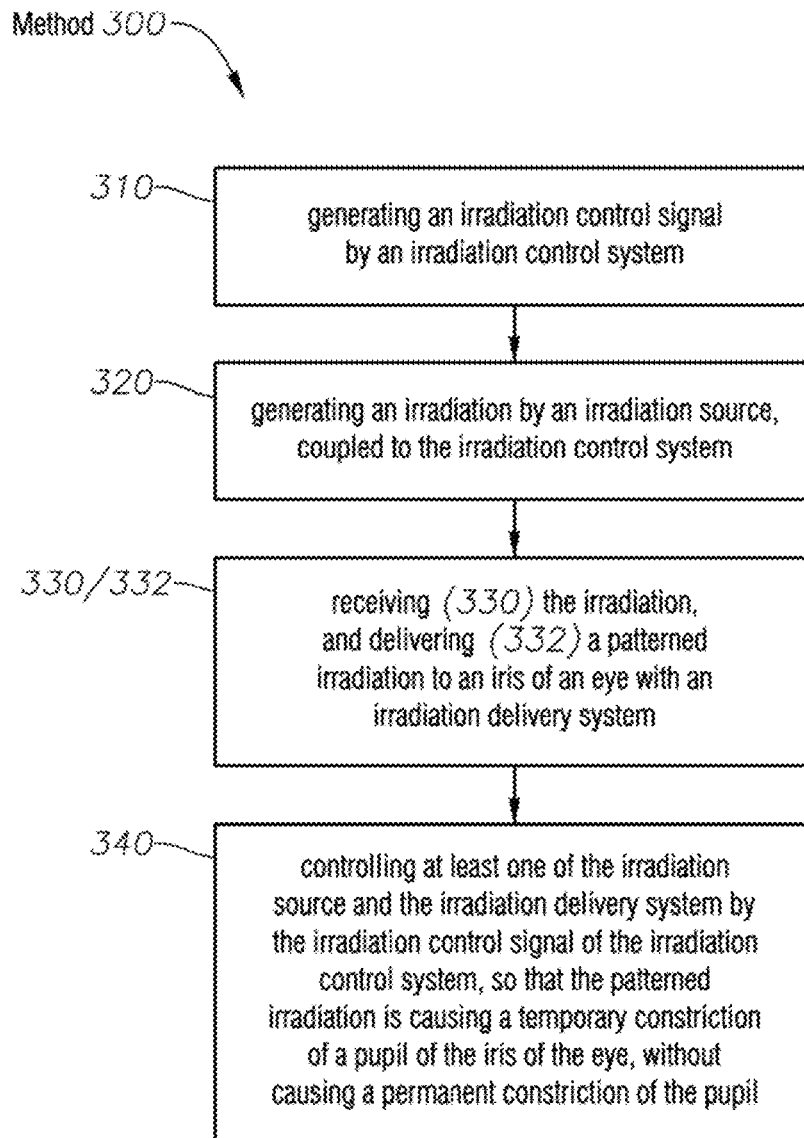 Method 300
310
generating an irradiation control signal
by an irradiation control system
320
generating an irradiation by an irradiation source,
coupled to the irradiation control system
330/332
receiving (330) the irradiation,
and delivering (332) a patterned
irradiation to an iris of an eye with an
irradiation delivery system
340
controlling at least one of the irradiation
source and the irradiation delivery system by
the irradiation control signal of the irradiation
control system, so that the patterned
irradiation is causing a temporary constriction
of a pupil of the iris of the eye, without
causing a permanent constriction of the pupil